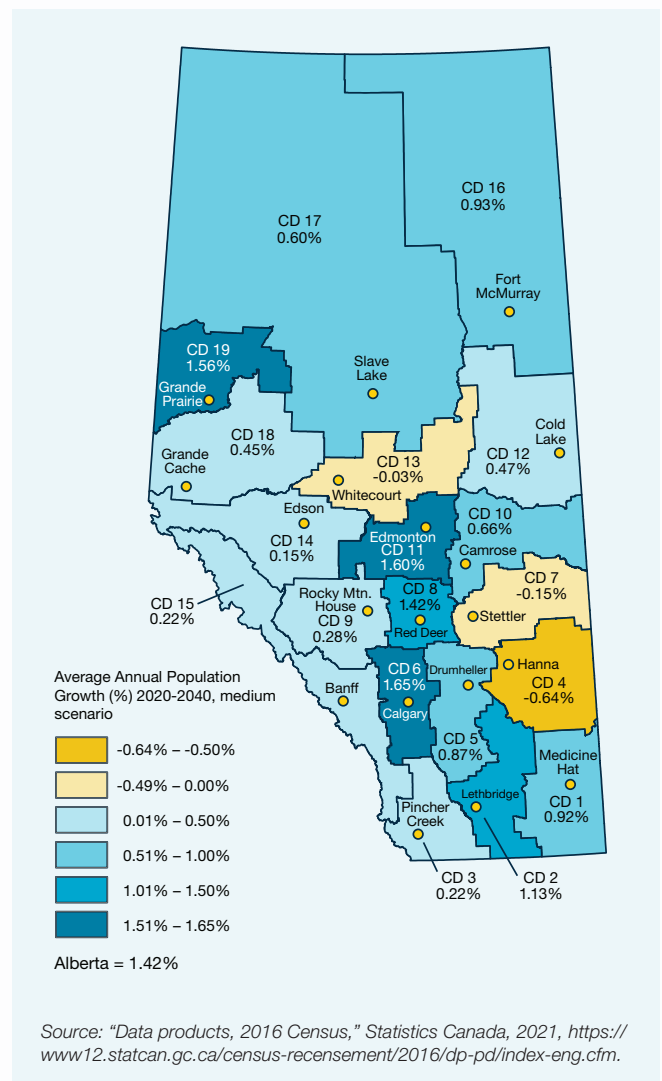 CD 16
0.93%
CD 17
0.60%
Fort
McMurray
CD 19
1.56%
Grande
Prairie
Slave
Lake
CD 18
0.45%
Grande
Cache
CD 13
-0.03%
Whitecourt
Cold
Lake
CD 12
0.47%
Edson
CD 14
0.15%
Edmonton
CD 11
1.60%
CD 10
0.66%
Camrose
CD 7
-0.15%
Stettler
CD 15
0.22%
Rocky Mtn.
House
CD 9
0.28%
CD 8
1.42%
Red Deer
Hanna
CD 4
-0.64%
Banff
CD 6
1.65%
Calgary
Drumheller
CD 5
0.87%
Medicine
Hat
CD 1
0.92%
Lethbridge
Pincher
Creek
CD 3
0.22%
CD 2
1.13%
Average Annual Population
Growth (%) 2020-2040, medium
scenario
-0.64% – -0.50%
-0.49% – 0.00%
0.01% – 0.50%
0.51% – 1.00%
1.01% – 1.50%
1.51% – 1.65%
Alberta = 1.42%
Source: “Data products, 2016 Census,” Statistics Canada, 2021, https://
www12.statcan.gc.ca/census-recensement/2016/dp-pd/index-eng.cfm.